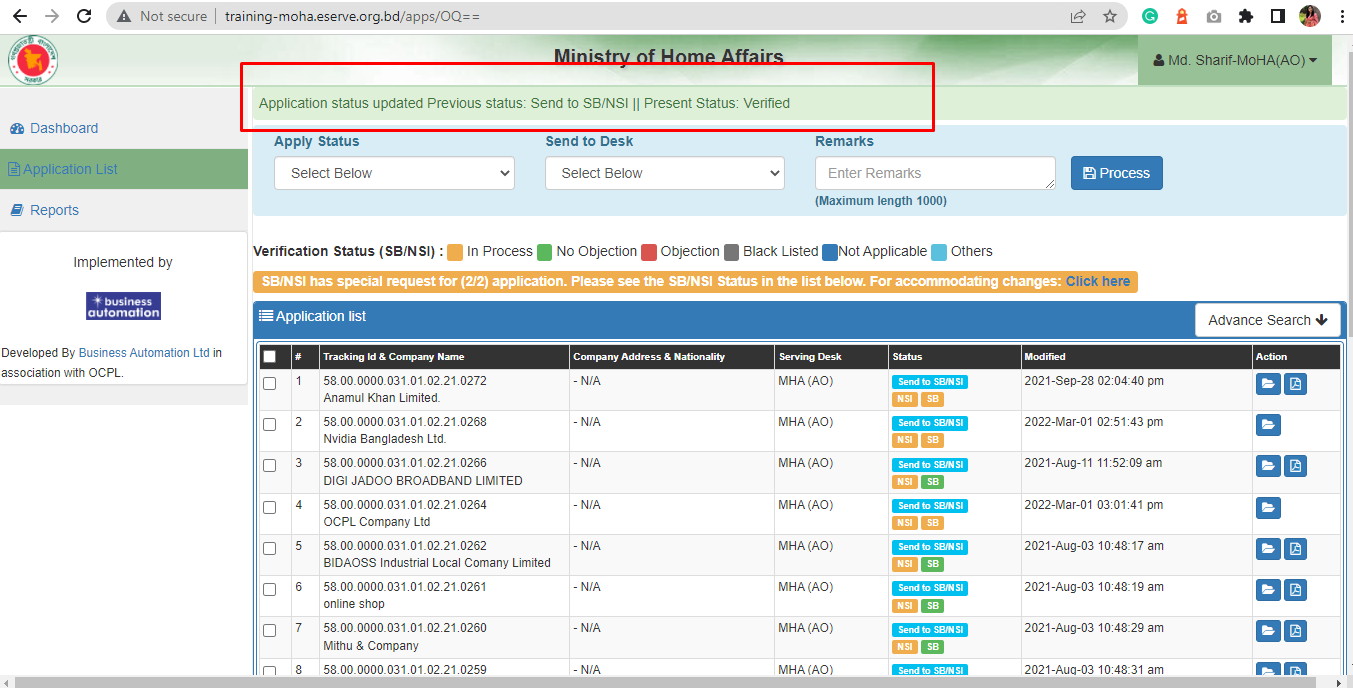 Not secure | training-moha.eserve.org.bd/apps/OQ==
Ministry of Home Affairs
Md. Sharif-MoHA(AO)
Application status updated Previous status: Send to SB/NSI || Present Status: Verified
Dashboard
Application List
Reports
Implemented by
business
automation
Developed By Business Automation Ltd in
association with OCPL.
Apply Status Send to Desk Remarks
Select Below Select Below Enter Remarks Process
(Maximum length 1000)
Verification Status (SB/NSI) : In Process No Objection Objection Black Listed Not Applicable Others
SB/NSI has special request for (2/2) application. Please see the SB/NSI Status in the list below. For accommodating changes: Click here
Application list Advance Search
# Tracking Id & Company Name Company Address & Nationality Serving Desk Status Modified Action
1 58.00.0000.031.01.02.21.0272 - N/A MHA (AO) Send to SB/NSI 2021-Sep-28 02:04:40 pm
Anamul Khan Limited. NSI SB
2 58.00.0000.031.01.02.21.0268 - N/A MHA (AO) Send to SB/NSI 2022-Mar-01 02:51:43 pm
Nvidia Bangladesh Ltd. NSI SB
3 58.00.0000.031.01.02.21.0266 - N/A MHA (AO) Send to SB/NSI 2021-Aug-11 11:52:09 am
DIGI JADOO BROADBAND LIMITED NSI SB
4 58.00.0000.031.01.02.21.0264 - N/A MHA (AO) Send to SB/NSI 2022-Mar-01 03:01:41 pm
OCPL Company Ltd NSI SB
5 58.00.0000.031.01.02.21.0262 - N/A MHA (AO) Send to SB/NSI 2021-Aug-03 10:48:17 am
BIDAOSS Industrial Local Comany Limited NSI SB
6 58.00.0000.031.01.02.21.0261 - N/A MHA (AO) Send to SB/NSI 2021-Aug-03 10:48:19 am
online shop NSI SB
7 58.00.0000.031.01.02.21.0260 - N/A MHA (AO) Send to SB/NSI 2021-Aug-03 10:48:29 am
Mithu & Company NSI SB
8 58.00.0000.031.01.02.21.0259 - N/A MHA (AO) Send to SB/NSI 2021-Aug-03 10:48:31 am